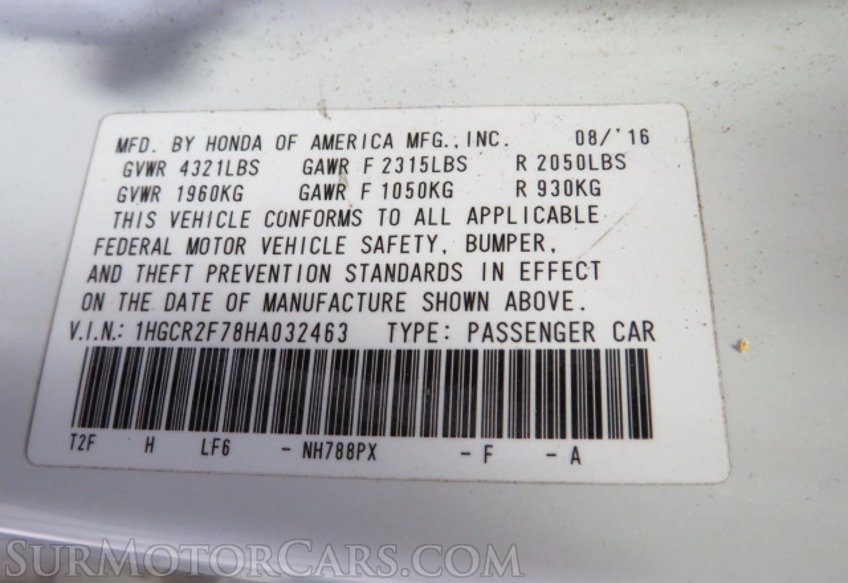 MFD. BY HONDA OF AMERICA MFG., INC. 08/'16
GVWR 4321LBS GAWR F 2315LBS R 2050LBS
GVWR 1960KG GAWR F 1050KG R 930KG
THIS VEHICLE CONFORMS TO ALL APPLICABLE
FEDERAL MOTOR VEHICLE SAFETY, BUMPER,
AND THEFT PREVENTION STANDARDS IN EFFECT
ON THE DATE OF MANUFACTURE SHOWN ABOVE.
V.I.N.: 1HGCR2F78HA032463 TYPE: PASSENGER CAR
T2F H LF6 - NH788PX - F - A
SURMOTORCARS.COM